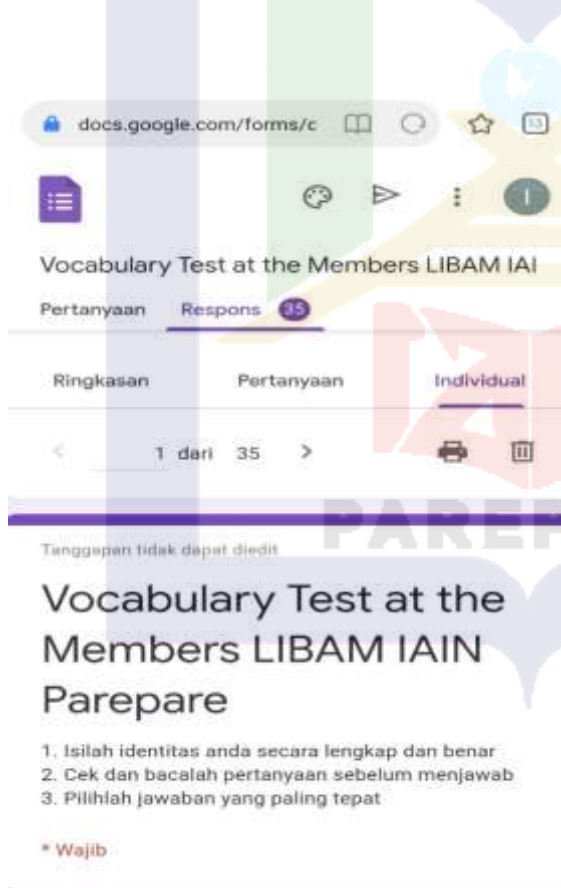 docs.google.com/forms/c
Vocabulary Test at the Members LIBAM IAI
Pertanyaan Respons 35
Ringkasan Pertanyaan Individual
1 dari 35
PAREP
Tanggapan tidak dapat diedit
Vocabulary Test at the
Members LIBAM IAIN
Parepare
1. Isilah identitas anda secara lengkap dan benar
2. Cek dan bacalah pertanyaan sebelum menjawab
3. Pilihlah jawaban yang paling tepat
* Wajib